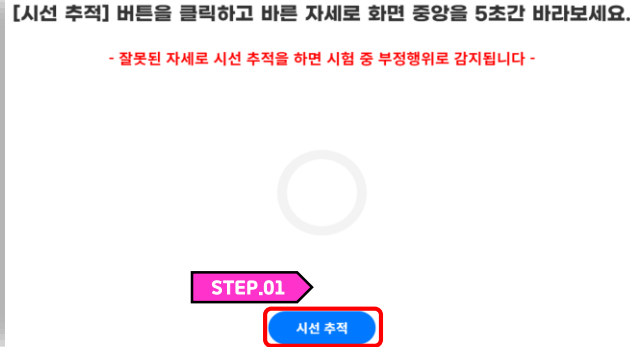 [시선 추적] 버튼을 클릭하고 바른 자세로 화면 중앙을 5초간 바라보세요.
- 잘못된 자세로 시선 추적을 하면 시험 중 부정행위로 감지됩니다 -
STEP.01
시선 추적